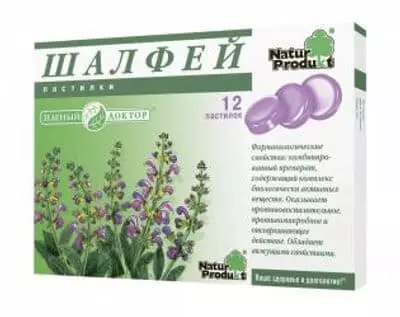 ШАЛФЕЙ
Natur
Produkt
ПАСТИЛКИ
12
пастилок
ЗЕЛЕНЫЙ ДОКТОР
Фармакологические
свойства: комбиниро-
ванный препарат,
содержащий комплекс
биологически активных
веществ. Оказывает
противовоспалительное,
противомикробное и
отхаркивающее
действие. Обладает
вяжущими свойствами.
Natur
Produkt
Ваше здоровье и долголетие!